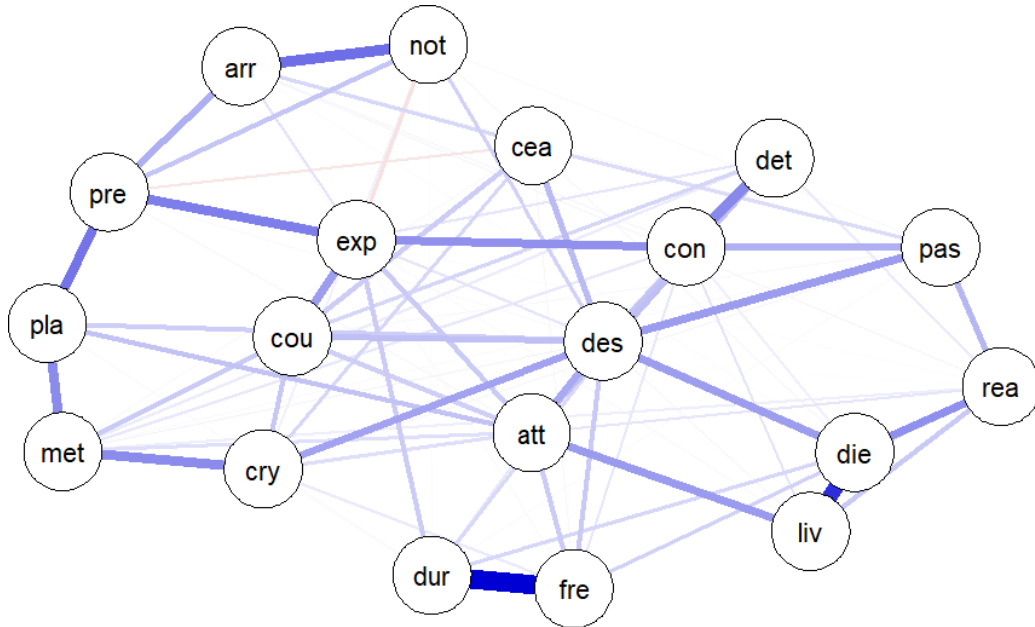 not
arr
cea
det
pre
exp
con
pas
pla
cou
des
rea
met
cry
att
die
liv
dur
fre